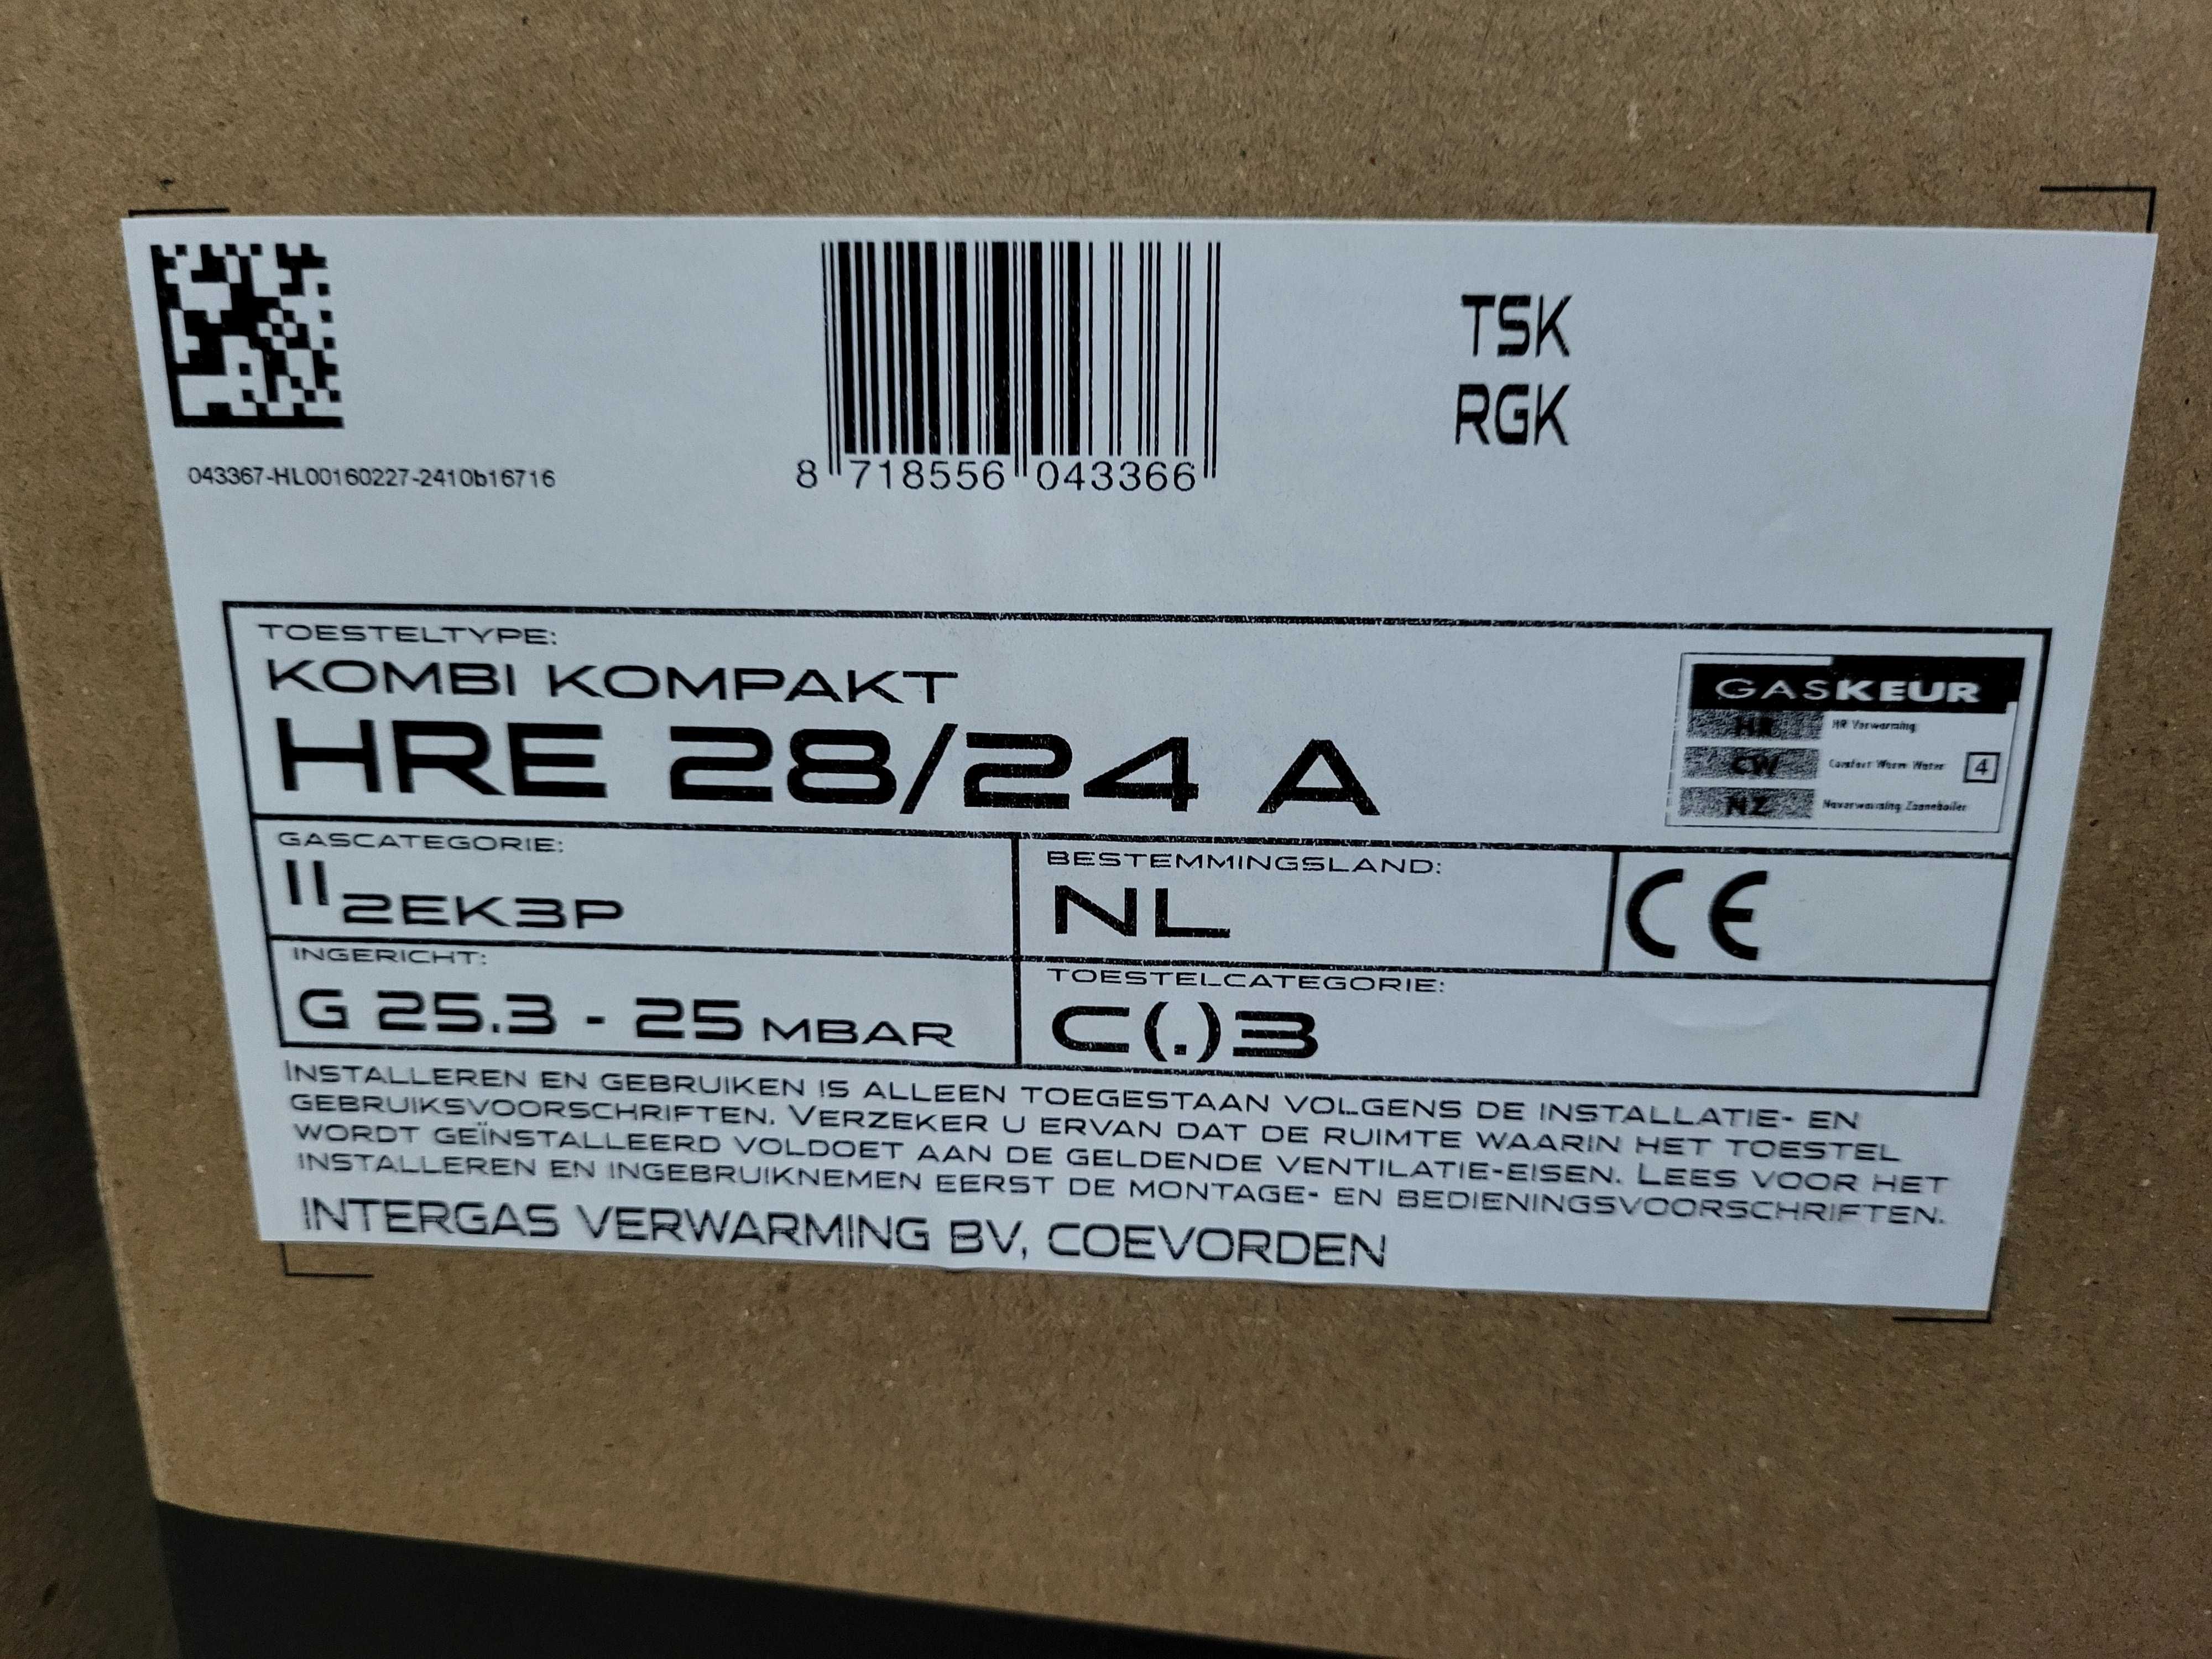 TSK
RGK
043367-HL00160227-2410b16716
8 718556 043366
TOESTELTYPE:
KOMBI KOMPAKT
HRE 28/24 A
GASKEUR
HR HR Verwarming
CW Comfort Warm Water 4
NZ Naverwarming Zonneboiler
GASCATEGORIE:
II2EK3P
BESTEMMINGSLAND:
NL
CE
INGERICHT:
G 25.3 - 25 MBAR
TOESTELCATEGORIE:
C(.)3
INSTALLEREN EN GEBRUIKEN IS ALLEEN TOEGESTAAN VOLGENS DE INSTALLATIE- EN
GEBRUIKSVOORSCHRIFTEN. VERZEKER U ERVAN DAT DE RUIMTE WAARIN HET TOESTEL
WORDT GEÏNSTALLEERD VOLDOET AAN DE GELDENDE VENTILATIE-EISEN. LEES VOOR HET
INSTALLEREN EN INGEBRUIKNEMEN EERST DE MONTAGE- EN BEDIENINGSVOORSCHRIFTEN.
INTERGAS VERWARMING BV, COEVORDEN